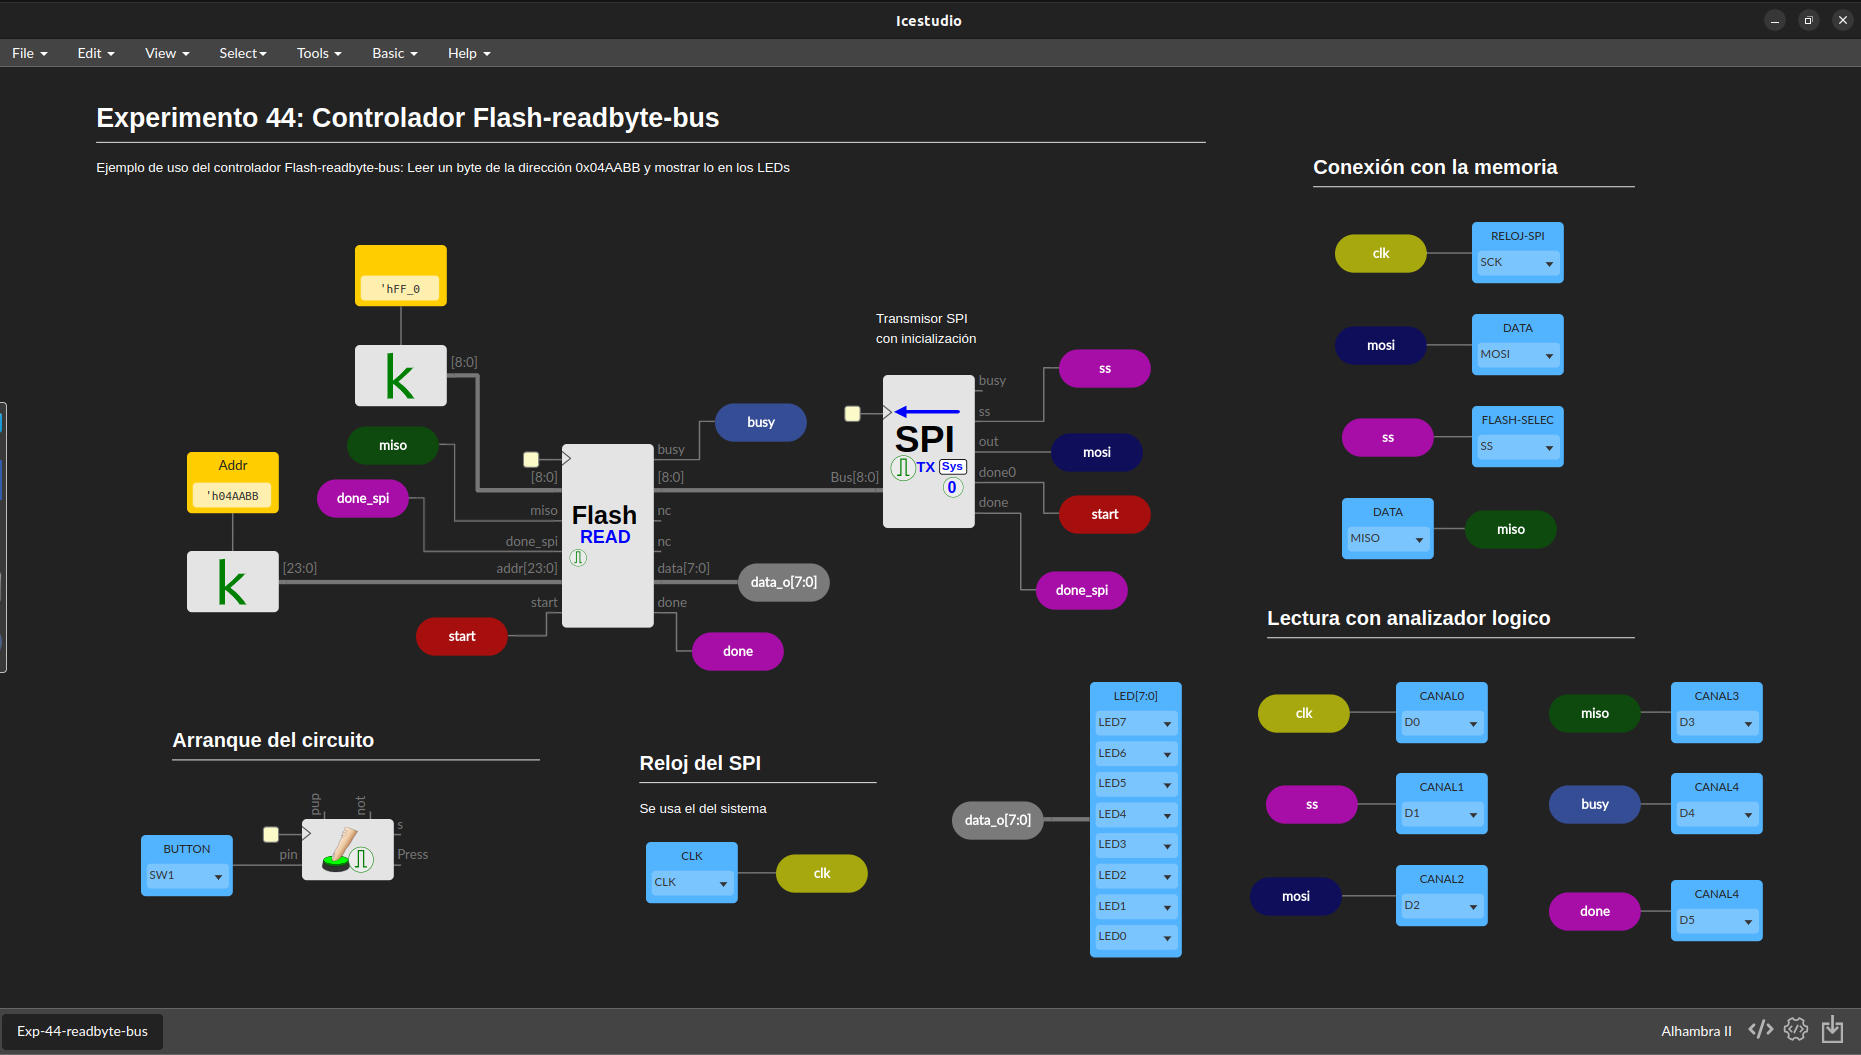 Icestudio
File Edit View Select Tools Basic Help
Experimento 44: Controlador Flash-readbyte-bus
Ejemplo de uso del controlador Flash-readbyte-bus: Leer un byte de la dirección 0x04AABB y mostrar lo en los LEDs
'hFF_0
k
[8:0]
miso
done_spi
Addr
'h04AABB
k
[23:0]
start
[8:0]
miso
done_spi
addr[23:0]
start
Flash
READ
busy
[8:0]
nc
nc
data[7:0]
done
busy
data_o[7:0]
done
Transmisor SPI
con inicialización
Bus[8:0]
SPI
TX Sys
0
busy
ss
out
done0
done
ss
mosi
start
done_spi
Conexión con la memoria
clk
RELOJ-SPI
SCK
mosi
DATA
MOSI
ss
FLASH-SELEC
SS
DATA
MISO
miso
Arranque del circuito
BUTTON
SW1
pup
not
pin
s
Press
Reloj del SPI
Se usa el del sistema
CLK
CLK
clk
data_o[7:0]
LED[7:0]
LED7
LED6
LED5
LED4
LED3
LED2
LED1
LED0
Lectura con analizador logico
clk
CANAL0
D0
miso
CANAL3
D3
ss
CANAL1
D1
busy
CANAL4
D4
mosi
CANAL2
D2
done
CANAL4
D5
Exp-44-readbyte-bus
Alhambra II